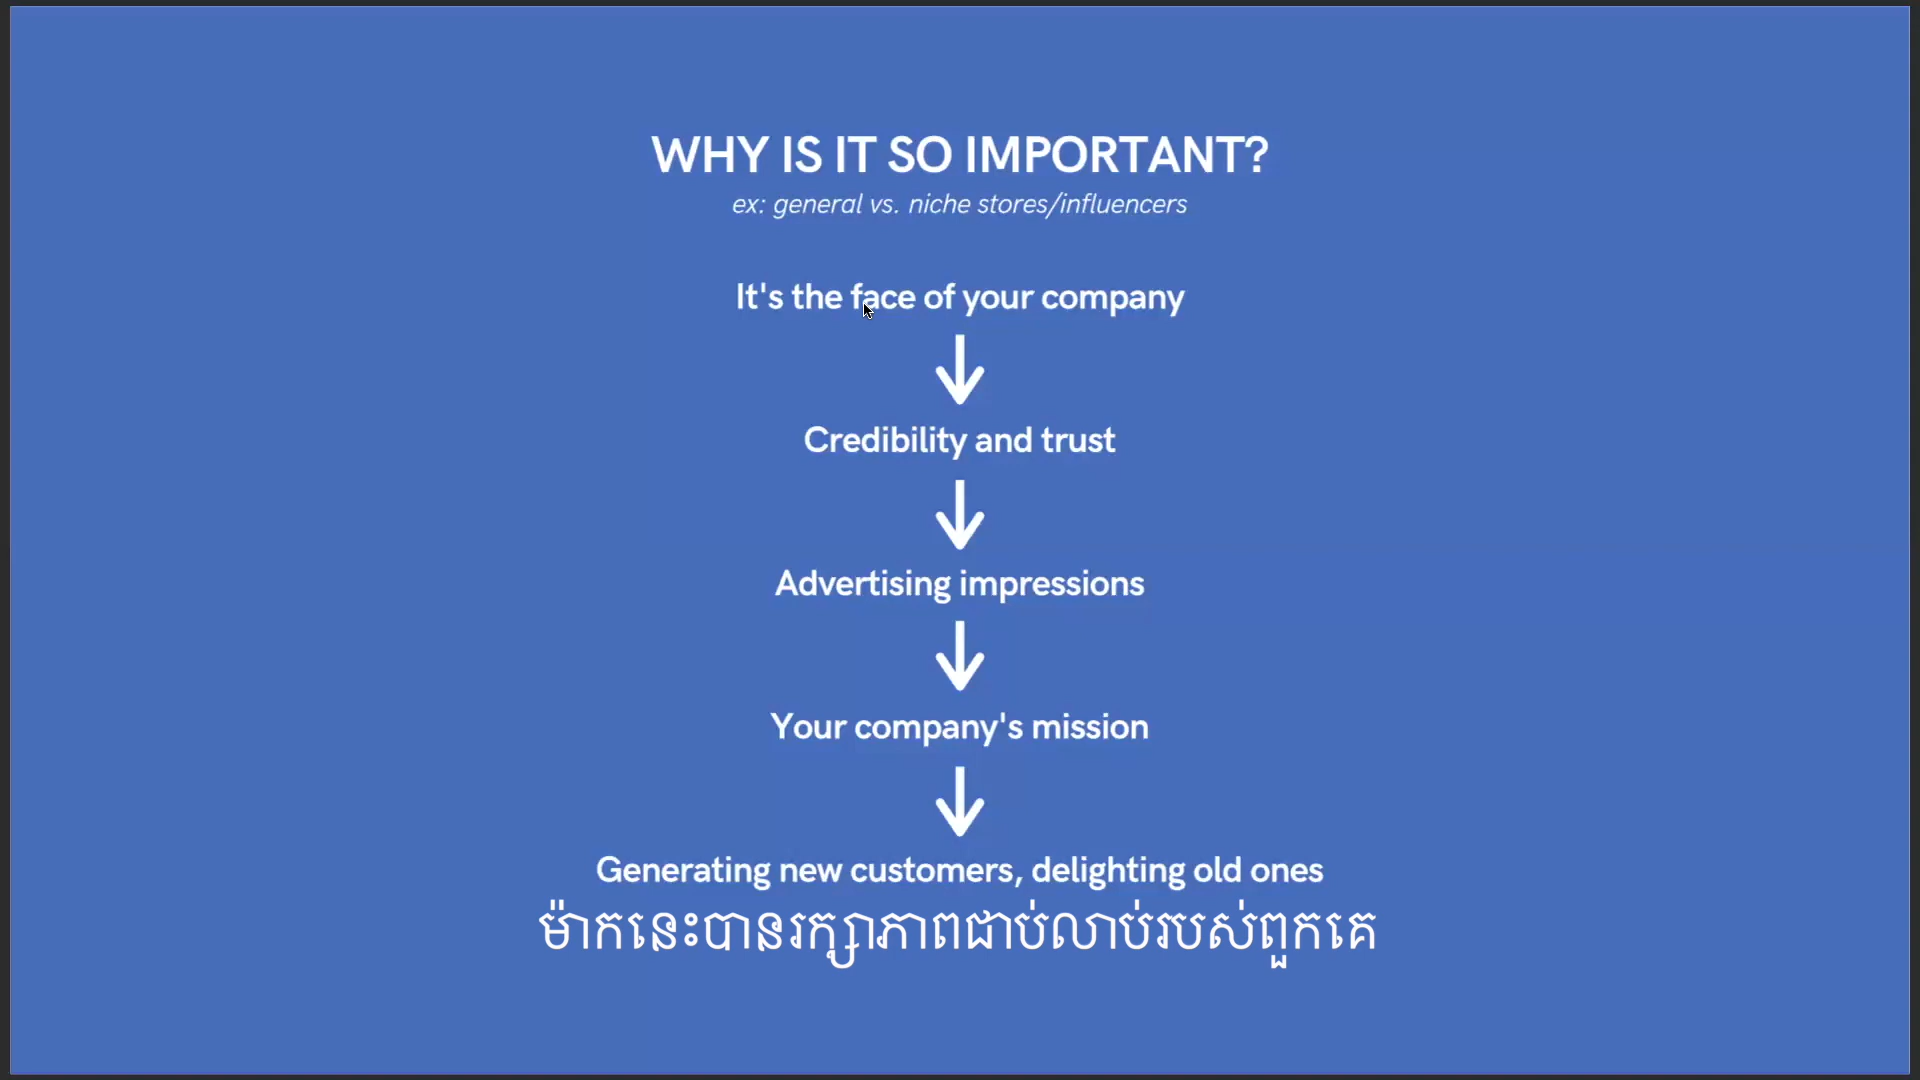 WHY IS IT SO IMPORTANT?
ex: general vs. niche stores/influencers
It's the face of your company
Credibility and trust
Advertising impressions
Your company's mission
Generating new customers, delighting old ones
ម៉ាកនេះបានរក្សាភាពជាប់លាប់របស់ពួកគេ